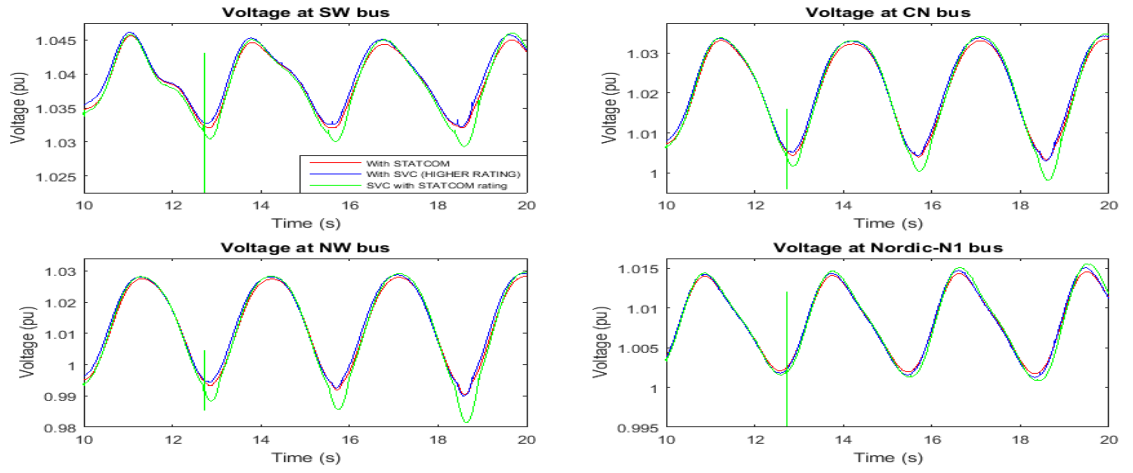 Voltage at SW bus
1.045
1.04
1.035
1.03
1.025
Voltage (pu)
With STATCOM
With SVC (HIGHER RATING)
SVC with STATCOM rating
10 12 14 16 18 20
Time (s)
Voltage at CN bus
1.03
1.02
1.01
1
Voltage (pu)
10 12 14 16 18 20
Time (s)
Voltage at NW bus
1.03
1.02
1.01
1
0.99
0.98
Voltage (pu)
10 12 14 16 18 20
Time (s)
Voltage at Nordic-N1 bus
1.015
1.01
1.005
1
0.995
Voltage (pu)
10 12 14 16 18 20
Time (s)